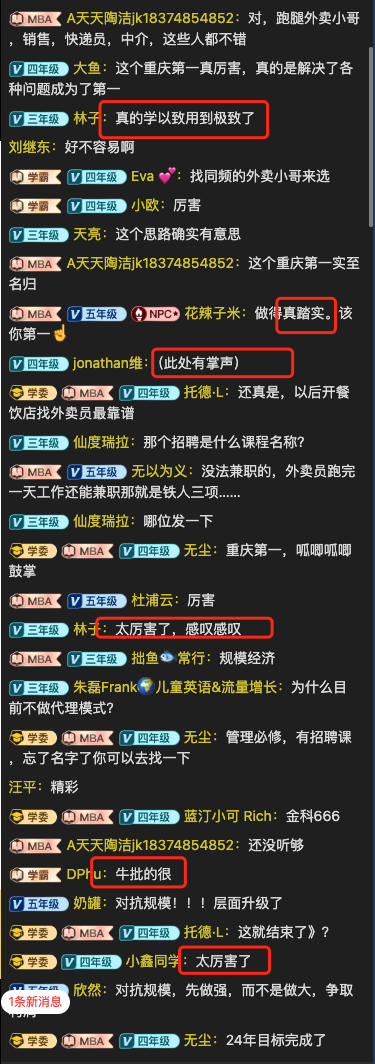 MBA A天天陶洁jk18374854852：对，跑腿外卖小哥
，销售，快递员，中介，这些人都不错
V 四年级 大鱼：这个重庆第一真厉害，真的是解决了各
种问题成为了第一
V 三年级 林子：真的学以致用到极致了
刘继东：好不容易啊
学霸 V 四年级 Eva 💕：找同频的外卖小哥来选
学霸 V 四年级 小欧：厉害
V 三年级 天亮：这个思路确实有意思
MBA A天天陶洁jk18374854852：这个重庆第一实至
名归
MBA V 五年级 NPC★ 花辣子米：做得真踏实。该
你第一☝
V 四年级 jonathan维：（此处有掌声）
学委 MBA V 四年级 托德·L：还真是，以后开餐
饮店找外卖员最靠谱
V 三年级 仙度瑞拉：那个招聘是什么课程名称？
MBA V 五年级 无以为义：没法兼职的，外卖员跑完
一天工作还能兼职那就是铁人三项……
V 三年级 仙度瑞拉：哪位发一下
学委 MBA V 四年级 无尘：重庆第一，呱唧呱唧
鼓掌
MBA V 五年级 杜浦云：厉害
V 三年级 林子：太厉害了，感叹感叹
MBA V 三年级 拙鱼🐟常行：规模经济
V 三年级 朱磊Frank🌍儿童英语&流量增长：为什么目
前不做代理模式？
学委 MBA V 四年级 无尘：管理必修，有招聘课
，忘了名字了你可以去找一下
汪平：精彩
学委 MBA V 四年级 蓝汀小可 Rich：金科666
MBA A天天陶洁jk18374854852：还没听够
学霸 DPhu：牛批的很
V 五年级 奶罐：对抗规模！！！层面升级了
学委 MBA V 四年级 托德·L：这就结束了》？
学委 V 四年级 小鑫同学：太厉害了
V 五年级 欣然：对抗规模，先做强，而不是做大，争取
1条新消息
利润
学委 MBA V 四年级 无尘：24年目标完成了